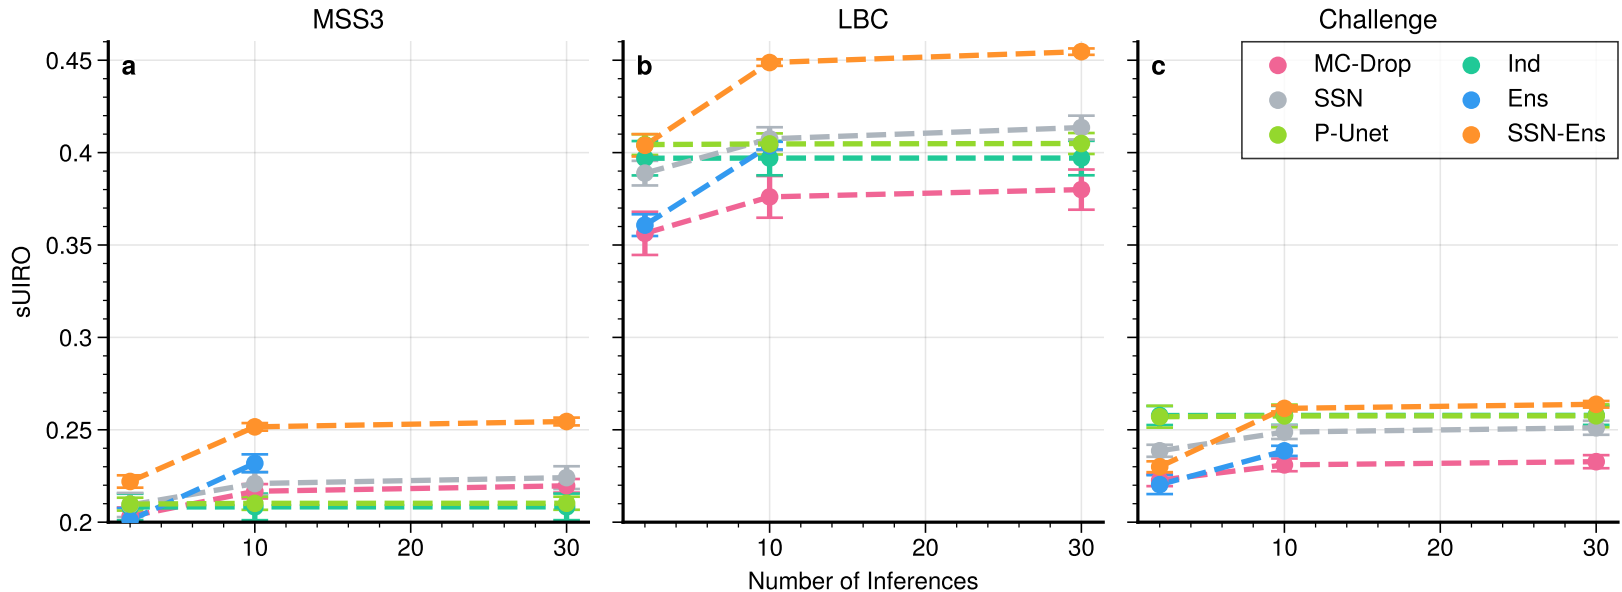 MSS3 LBC Challenge
a b c
MC-Drop Ind
SSN Ens
P-Unet SSN-Ens
sUIRO
0.45
0.4
0.35
0.3
0.25
0.2
10 20 30 10 20 30 10 20 30
Number of Inferences